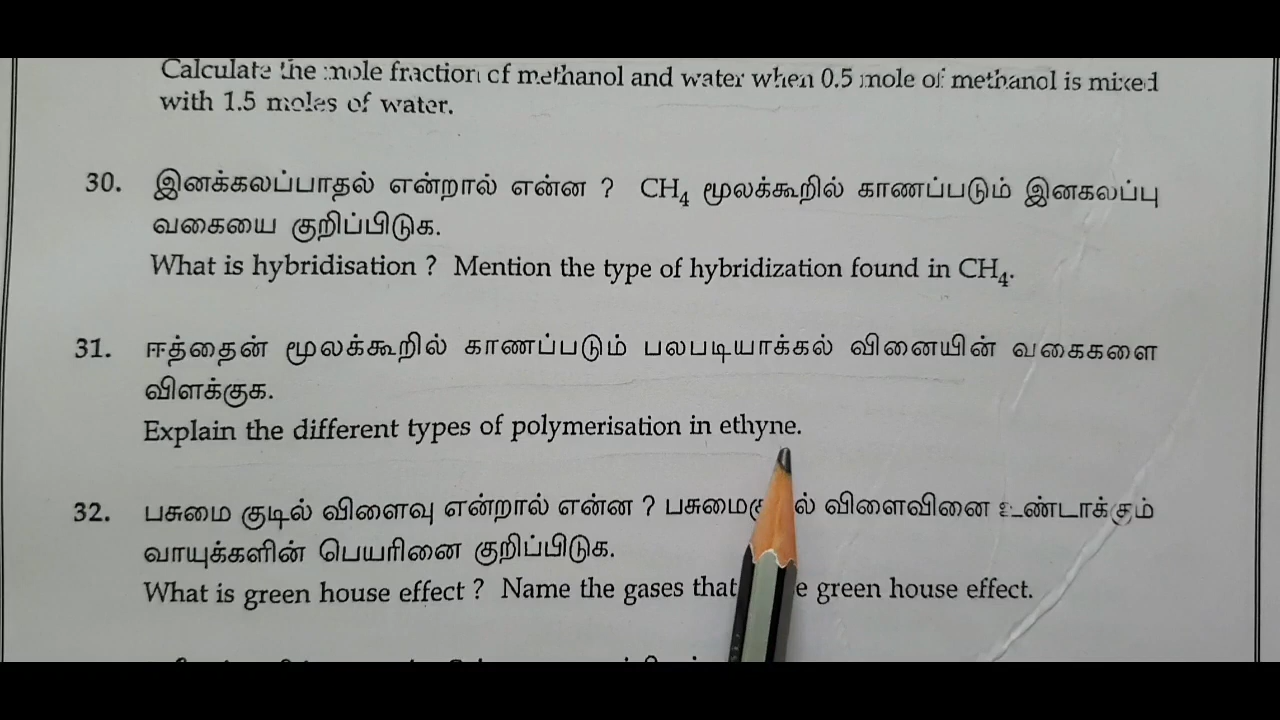 Calculate the mole fraction of methanol and water when 0.5 mole of methanol is mixed
with 1.5 moles of water.
30. இனக்கலப்பாதல் என்றால் என்ன ? CH₄ மூலக்கூறில் காணப்படும் இனகலப்பு
வகையை குறிப்பிடுக.
What is hybridisation ? Mention the type of hybridization found in CH₄.
31. ஈத்தைன் மூலக்கூறில் காணப்படும் பலபடியாக்கல் வினையின் வகைகளை
விளக்குக.
Explain the different types of polymerisation in ethyne.
32. பசுமை குடில் விளைவு என்றால் என்ன ? விளைவினை உண்டாக்கும்
வாயுக்களின் பெயரினை குறிப்பிடுக.
What is green house effect ? Name the gases that green house effect.